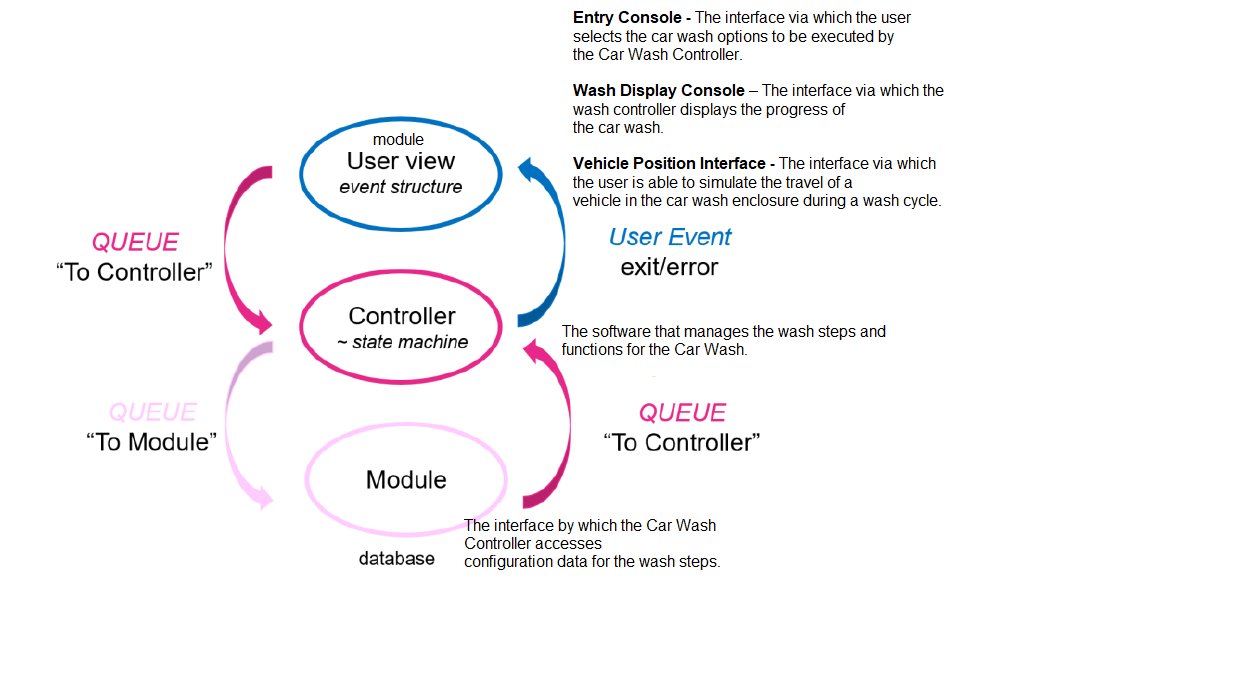 Entry Console - The interface via which the user
selects the car wash options to be executed by
the Car Wash Controller.
Wash Display Console – The interface via which the
wash controller displays the progress of
the car wash.
Vehicle Position Interface - The interface via which
the user is able to simulate the travel of a
vehicle in the car wash enclosure during a wash cycle.
module
User view
event structure
QUEUE
“To Controller”
User Event
exit/error
Controller
~ state machine
The software that manages the wash steps and
functions for the Car Wash.
QUEUE
“To Module”
QUEUE
“To Controller”
Module
database
The interface by which the Car Wash
Controller accesses
configuration data for the wash steps.